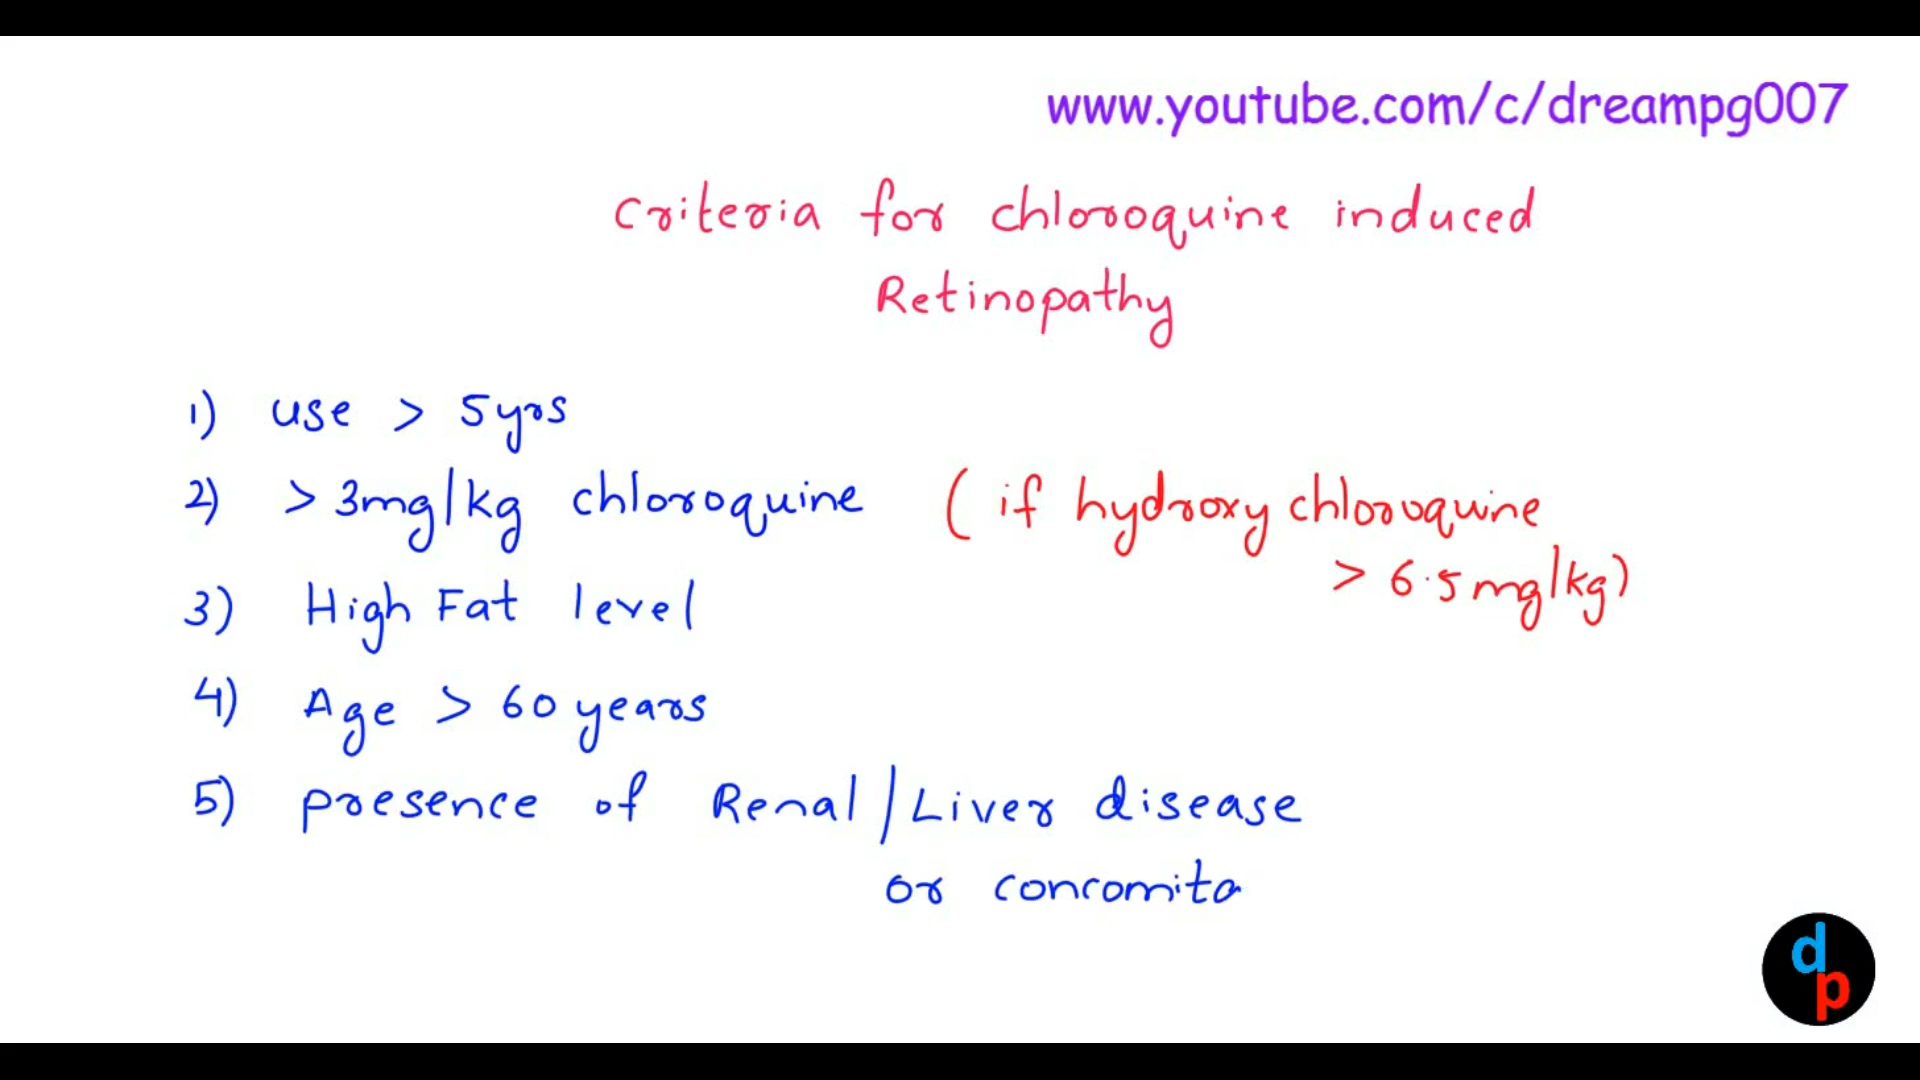 www.youtube.com/c/dreampg007
Criteria for chloroquine induced
Retinopathy
1) use > 5yrs
2) > 3mg/kg chloroquine ( if hydroxy chloroquine
> 6.5mg/kg)
3) High Fat level
4) Age > 60 years
5) presence of Renal/Liver disease
or concomita
dp